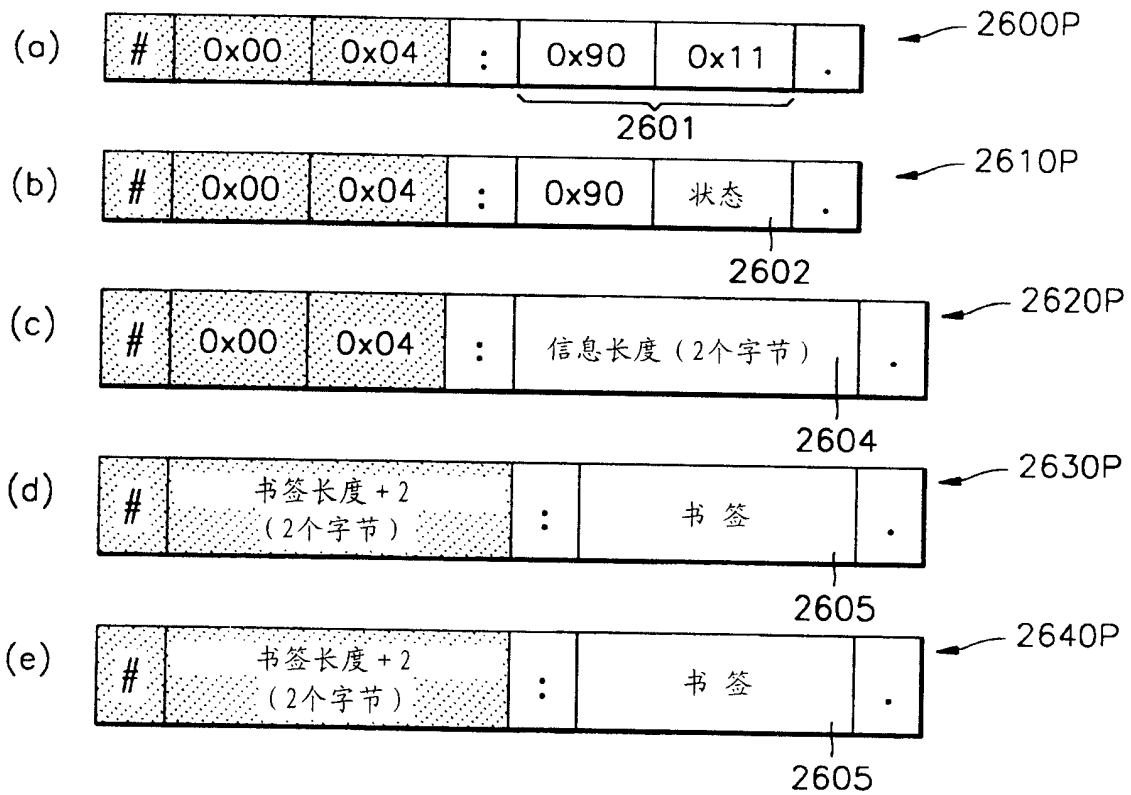 (a) # 0x00 0x04 : 0x90 0x11 . 2600P
2601
(b) # 0x00 0x04 : 0x90 状态 . 2610P
2602
(c) # 0x00 0x04 : 信息长度（2个字节） . 2620P
2604
(d) # 书签长度+2 : 书签 . 2630P
（2个字节）
2605
(e) # 书签长度+2 : 书签 . 2640P
（2个字节）
2605